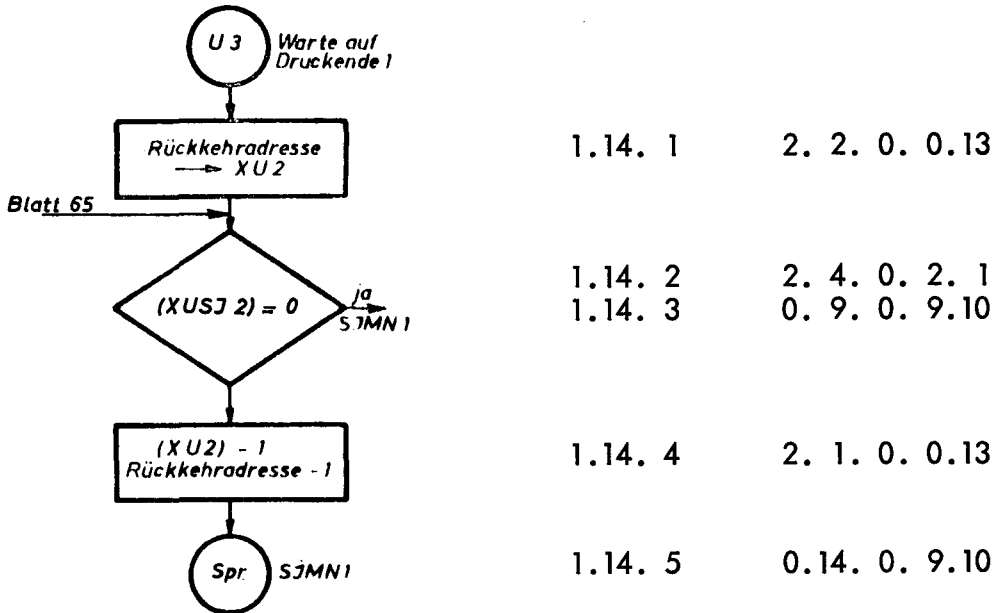 U 3
Warte auf
Druckende 1
Rückkehradresse
→ XU2
1.14. 1 2. 2. 0. 0.13
Blatt 65
(XUSJ 2) = 0
ja
SJMN 1
1.14. 2 2. 4. 0. 2. 1
1.14. 3 0. 9. 0. 9.10
(XU2) - 1
Rückkehradresse - 1
1.14. 4 2. 1. 0. 0.13
Spr.
SJMN 1
1.14. 5 0.14. 0. 9.10